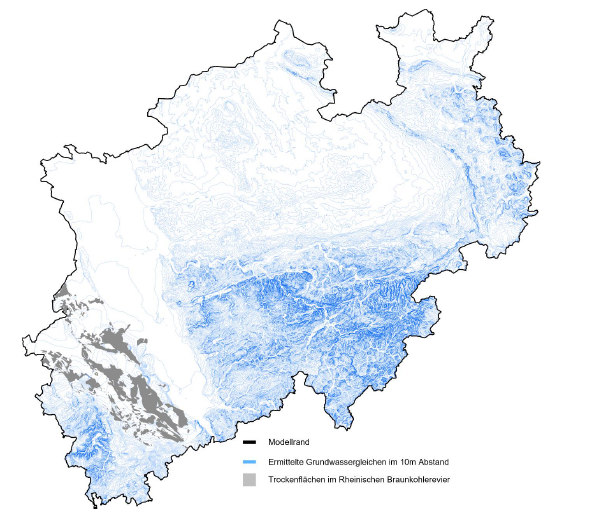 Modellrand
Ermittelte Grundwassergleichen im 10m Abstand
Trockenflächen im Rheinischen Braunkohlerevier